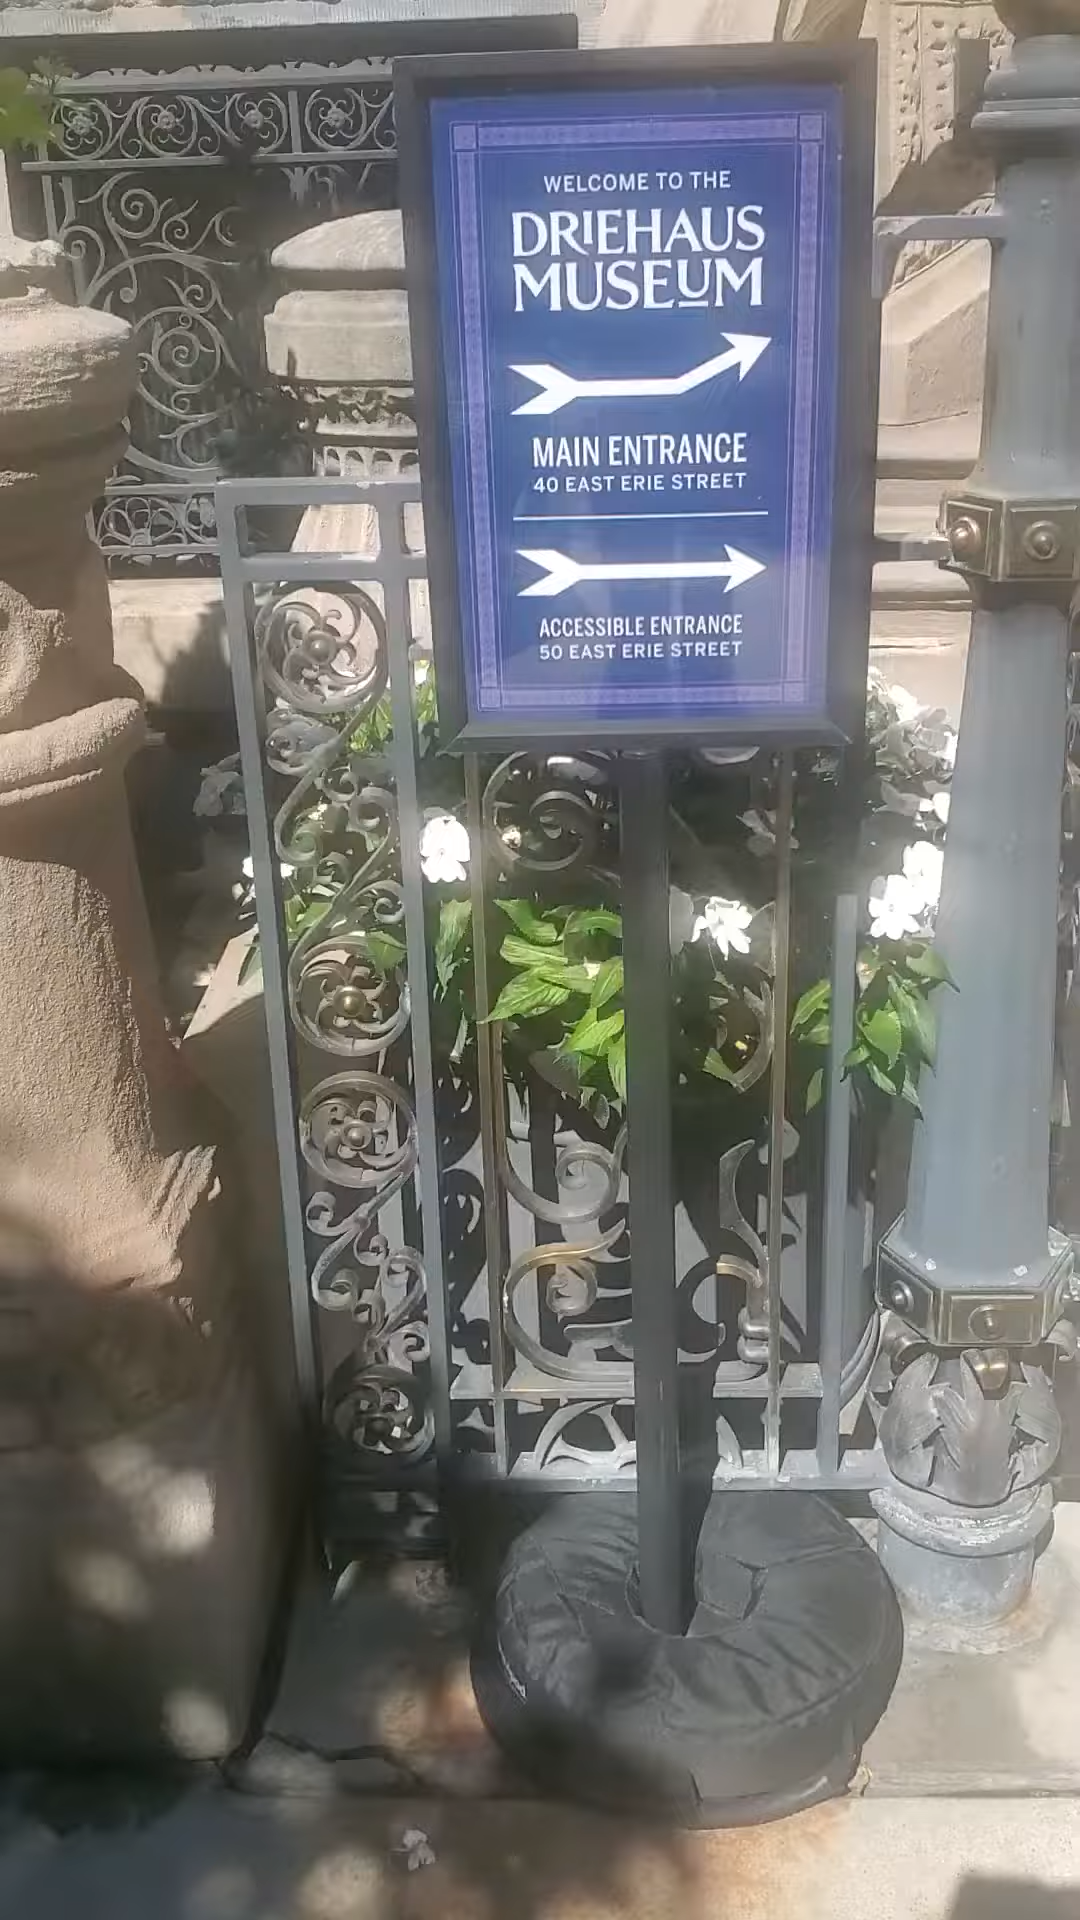 WELCOME TO THE
DRIEHAUS
MUSEUM
MAIN ENTRANCE
40 EAST ERIE STREET
ACCESSIBLE ENTRANCE
50 EAST ERIE STREET